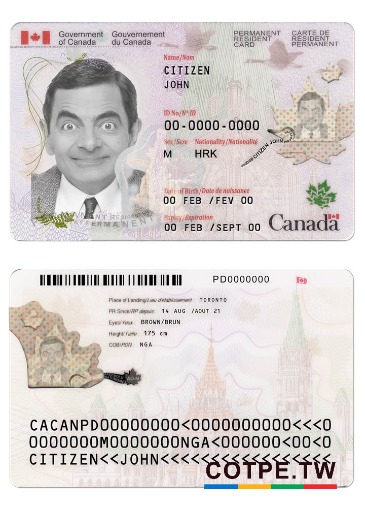 Government of Canada
Gouvernement du Canada
PERMANENT RESIDENT CARD
CARTE DE RÉSIDENT PERMANENT
Name/Nom
CITIZEN
JOHN
ID No/Nº ID
00-0000-0000
Sex/Sexe Nationality/Nationalité
M HRK
Date of Birth/Date de naissance
00 FEB /FEV 00
Expiry/Expiration
00 FEB /SEPT 00
PERMANENT
Canada
PD0000000
Place of Landing/Lieu d'établissement: TORONTO
PR Since/RP depuis: 14 AUG /AOUT 21
Eyes/Yeux: BROWN/BRUN
Height/Taille: 175 cm
COB/PDN: NGA
CACANPD00000000<0000000000<<<0
0000000M0000000NGA<000000<00<0
CITIZEN<<JOHN<<<<<<<<<<<<<<<<<
COTPE.TW